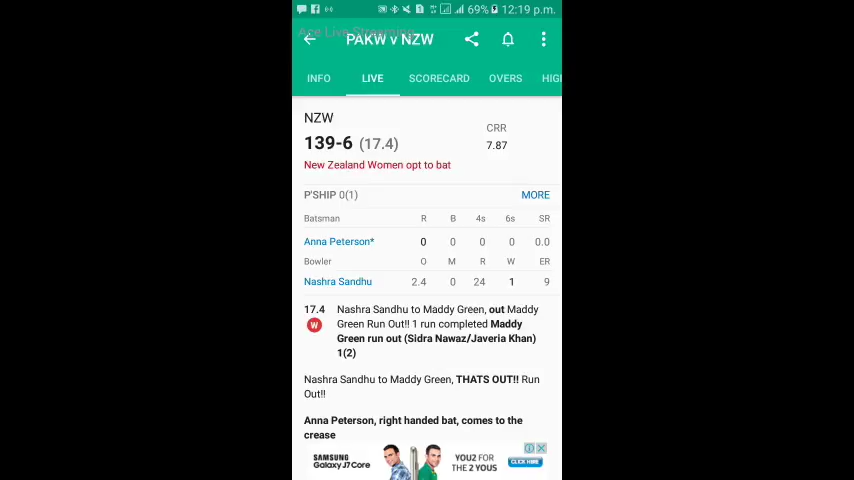 69% 12:19 p.m.
Ace Live Streaming
PAKW v NZW
INFO LIVE SCORECARD OVERS HIGH
NZW
139-6 (17.4)
CRR
7.87
New Zealand Women opt to bat
P'SHIP 0(1) MORE
Batsman R B 4s 6s SR
Anna Peterson* 0 0 0 0 0.0
Bowler O M R W ER
Nashra Sandhu 2.4 0 24 1 9
17.4 Nashra Sandhu to Maddy Green, out Maddy
W Green Run Out!! 1 run completed Maddy
Green run out (Sidra Nawaz/Javeria Khan)
1(2)
Nashra Sandhu to Maddy Green, THATS OUT!! Run
Out!!
Anna Peterson, right handed bat, comes to the
crease
SAMSUNG
Galaxy J7 Core
YOU2 FOR
THE 2 YOUS
CLICK HERE